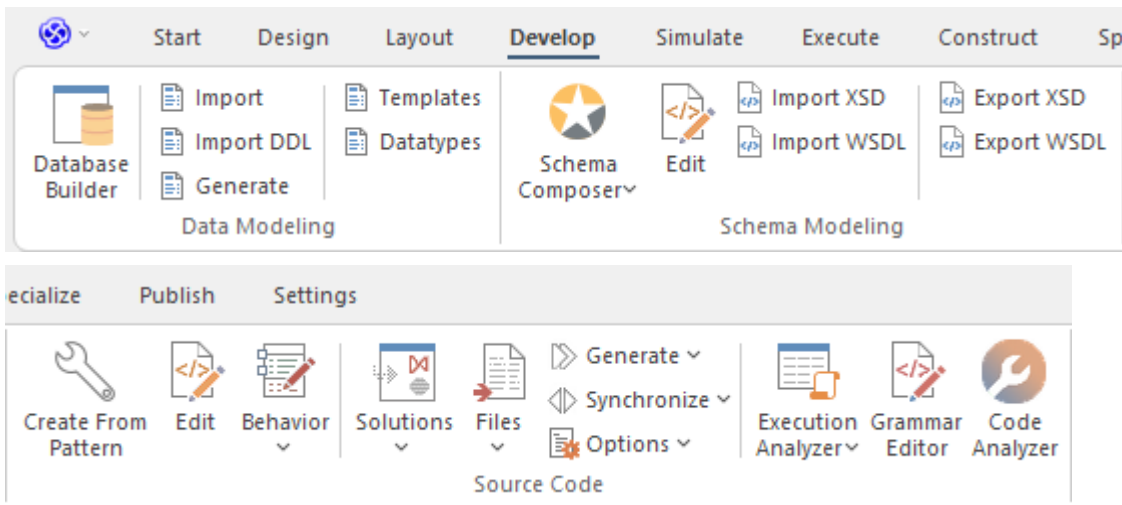 Start Design Layout Develop Simulate Execute Construct Sp
Import Templates Import XSD Export XSD
Import DDL Datatypes Import WSDL Export WSDL
Database Builder Generate Schema Composer Edit
Data Modeling Schema Modeling
ecialize Publish Settings
Generate
Synchronize
Create From Pattern Edit Behavior Solutions Files Options Execution Analyzer Grammar Editor Code Analyzer
Source Code